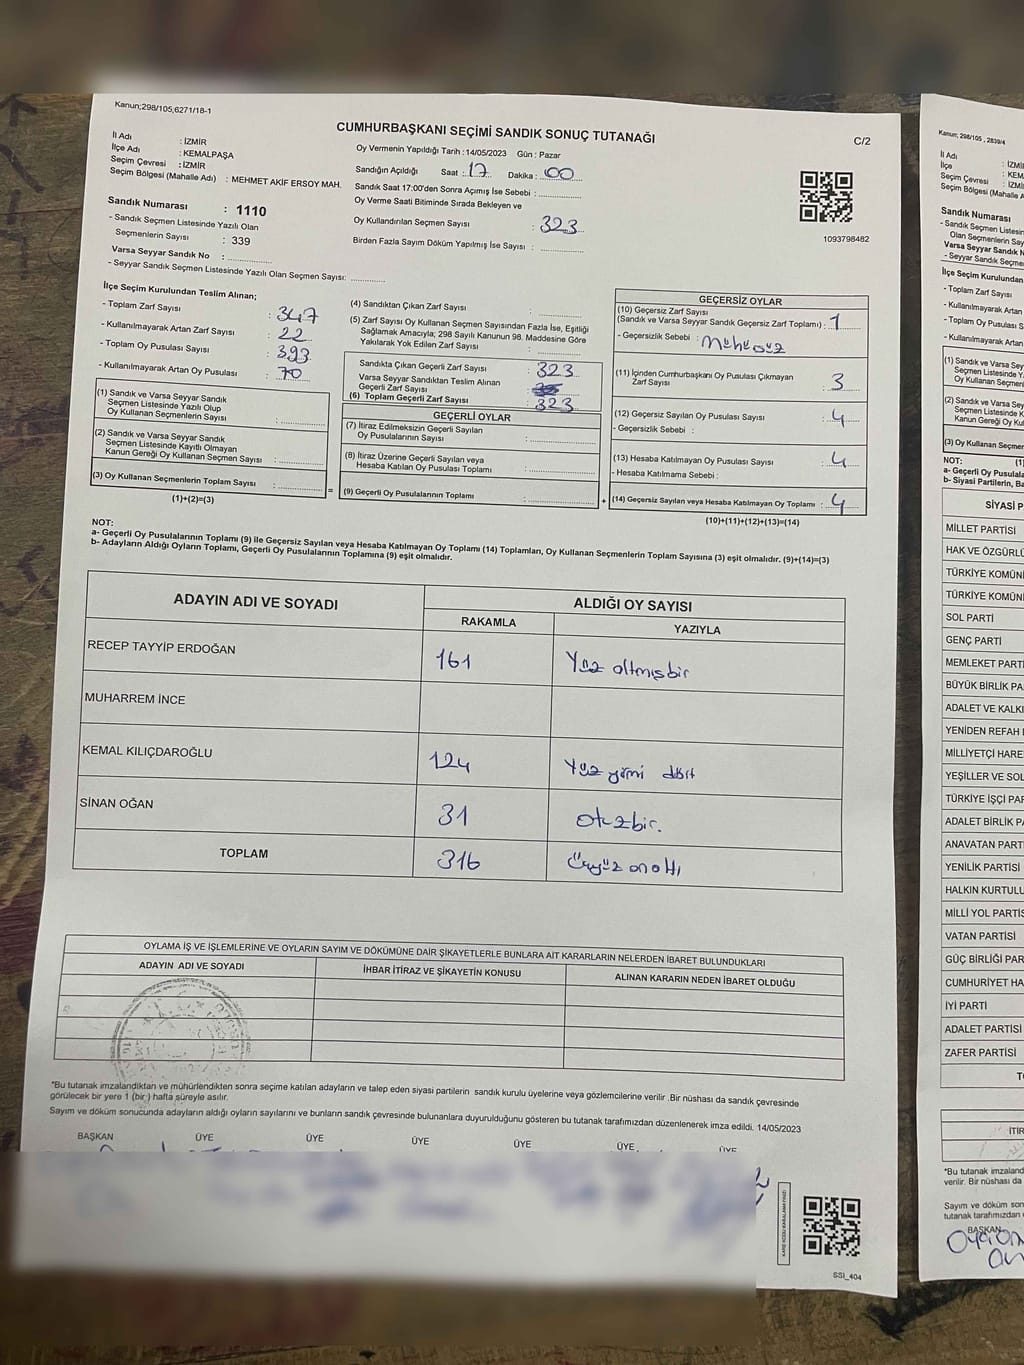 Kanun;298/105,6271/18-1
CUMHURBAŞKANI SEÇİMİ SANDIK SONUÇ TUTANAĞI
C/2
İl Adı : İZMİR
İlçe Adı : KEMALPAŞA
Seçim Çevresi : İZMİR
Seçim Bölgesi (Mahalle Adı) : MEHMET AKİF ERSOY MAH.
Oy Vermenin Yapıldığı Tarih :14/05/2023 Gün : Pazar
Sandığın Açıldığı Saat : 17 Dakika : 00
Sandık Saat 17:00'den Sonra Açımış İse Sebebi :
Oy Verme Saati Bitiminde Sırada Bekleyen ve
Oy Kullandırılan Seçmen Sayısı : 323
Birden Fazla Sayım Döküm Yapılmış İse Sayısı :
1093798482
Sandık Numarası : 1110
- Sandık Seçmen Listesinde Yazılı Olan
Seçmenlerin Sayısı : 339
Varsa Seyyar Sandık No :
- Seyyar Sandık Seçmen Listesinde Yazılı Olan Seçmen Sayısı:
İlçe Seçim Kurulundan Teslim Alınan;
- Toplam Zarf Sayısı : 347
- Kullanılmayarak Artan Zarf Sayısı : 22
- Toplam Oy Pusulası Sayısı : 393
- Kullanılmayarak Artan Oy Pusulası : 70
(1) Sandık ve Varsa Seyyar Sandık
Seçmen Listesinde Yazılı Olup
Oy Kullanan Seçmenlerin Sayısı :
(2) Sandık ve Varsa Seyyar Sandık
Seçmen Listesinde Kayıtlı Olmayan
Kanun Gereği Oy Kullanan Seçmen Sayısı :
(3) Oy Kullanan Seçmenlerin Toplam Sayısı : =
(1)+(2)=(3)
(4) Sandıktan Çıkan Zarf Sayısı :
(5) Zarf Sayısı Oy Kullanan Seçmen Sayısından Fazla İse, Eşitliği
Sağlamak Amacıyla; 298 Sayılı Kanunun 98. Maddesine Göre
Yakılarak Yok Edilen Zarf Sayısı :
Sandıkta Çıkan Geçerli Zarf Sayısı : 323
Varsa Seyyar Sandıktan Teslim Alınan
Geçerli Zarf Sayısı :
(6) Toplam Geçerli Zarf Sayısı : 323
GEÇERLİ OYLAR
(7) İtiraz Edilmeksizin Geçerli Sayılan
Oy Pusulalarının Sayısı :
(8) İtiraz Üzerine Geçerli Sayılan veya
Hesaba Katılan Oy Pusulası Toplamı :
(9) Geçerli Oy Pusulalarının Toplamı : +
GEÇERSİZ OYLAR
(10) Geçersiz Zarf Sayısı
(Sandık ve Varsa Seyyar Sandık Geçersiz Zarf Toplamı) : 1
- Geçersizlik Sebebi : Mühürsüz
(11) İçinden Cumhurbaşkanı Oy Pusulası Çıkmayan
Zarf Sayısı : 3
(12) Geçersiz Sayılan Oy Pusulası Sayısı : 4
- Geçersizlik Sebebi :
(13) Hesaba Katılmayan Oy Pusulası Sayısı : 4
- Hesaba Katılmama Sebebi :
(14) Geçersiz Sayılan veya Hesaba Katılmayan Oy Toplamı : 4
(10)+(11)+(12)+(13)=(14)
NOT:
a- Geçerli Oy Pusulalarının Toplamı (9) ile Geçersiz Sayılan veya Hesaba Katılmayan Oy Toplamı (14) Toplamları, Oy Kullanan Seçmenlerin Toplam Sayısına (3) eşit olmalıdır. (9)+(14)=(3)
b- Adayların Aldığı Oyların Toplamı, Geçerli Oy Pusulalarının Toplamına (9) eşit olmalıdır.
ADAYIN ADI VE SOYADI
ALDIĞI OY SAYISI
RAKAMLA
YAZIYLA
RECEP TAYYİP ERDOĞAN 161 Yüz altmışbir
MUHARREM İNCE
KEMAL KILIÇDAROĞLU 124 Yüz yirmi dört
SİNAN OĞAN 31 otuzbir.
TOPLAM 316 Üçyüz onaltı
OYLAMA İŞ VE İŞLEMLERİNE VE OYLARIN SAYIM VE DÖKÜMÜNE DAİR ŞİKAYETLERLE BUNLARA AİT KARARLARIN NELERDEN İBARET BULUNDUKLARI
ADAYIN ADI VE SOYADI
İHBAR İTİRAZ VE ŞİKAYETİN KONUSU
ALINAN KARARIN NEDEN İBARET OLDUĞU
*Bu tutanak imzalandıktan ve mühürlendikten sonra seçime katılan adayların ve talep eden siyasi partilerin sandık kurulu üyelerine veya gözlemcilerine verilir .Bir nüshası da sandık çevresinde
görülecek bir yere 1 (bir ) hafta süreyle asılır.
Sayım ve döküm sonucunda adayların aldığı oyların sayılarını ve bunların sandık çevresinde bulunanlara duyurulduğunu gösteren bu tutanak tarafımızdan düzenlenerek imza edildi. 14/05/2023
BAŞKAN ÜYE ÜYE ÜYE ÜYE ÜYE ÜYE
SSI_404
Kanun; 298/105 , 2839/4
İl Adı : İZMİ
İlçe Adı : KEM
Seçim Çevresi : İZMİ
Seçim Bölgesi (Mahalle Adı)
Sandık Numarası
- Sandık Seçmen Listesin
Olan Seçmenlerin Say
Varsa Seyyar Sandık N
- Seyyar Sandık Seçme
İlçe Seçim Kurulundan
- Toplam Zarf Sayısı
- Kullanılmayarak Artan
- Toplam Oy Pusulası S
- Kullanılmayarak Artan
(1) Sandık ve Varsa Sey
Seçmen Listesinde Ya
Oy Kullanan Seçmenl
(2) Sandık ve Varsa Sey
Seçmen Listesinde Ka
Kanun Gereği Oy Kul
(3) Oy Kullanan Seçmen
NOT: (1)
a- Geçerli Oy Pusulala
b- Siyasi Partilerin, Ba
SİYASİ P
MİLLET PARTİSİ
HAK VE ÖZGÜRLÜ
TÜRKİYE KOMÜNİ
TÜRKİYE KOMÜNİ
SOL PARTİ
GENÇ PARTİ
MEMLEKET PARTİ
BÜYÜK BİRLİK PA
ADALET VE KALKI
YENİDEN REFAH
MİLLİYETÇİ HARE
YEŞİLLER VE SOL
TÜRKİYE İŞÇİ PAR
ADALET BİRLİK PA
ANAVATAN PARTİ
YENİLİK PARTİSİ
HALKIN KURTULU
MİLLİ YOL PARTİS
VATAN PARTİSİ
GÜÇ BİRLİĞİ PAR
CUMHURİYET HA
İYİ PARTİ
ADALET PARTİSİ
ZAFER PARTİSİ
İTİR
*Bu tutanak imzaland
verilir. Bir nüshası da
Sayım ve döküm son
tutanak tarafımızdan
BAŞKAN